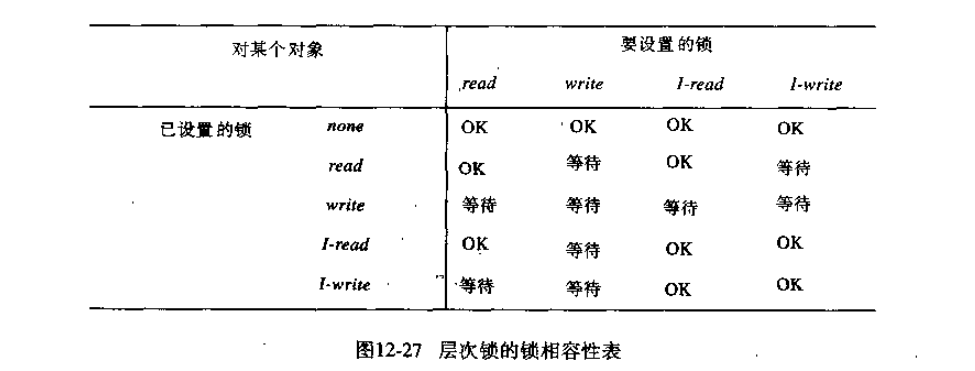 对某个对象 要设置的锁
read write I-read I-write
已设置的锁 none OK OK OK OK
read OK 等待 OK 等待
write 等待 等待 等待 等待
I-read OK 等待 OK OK
I-write 等待 等待 OK OK
图12-27 层次锁的锁相容性表